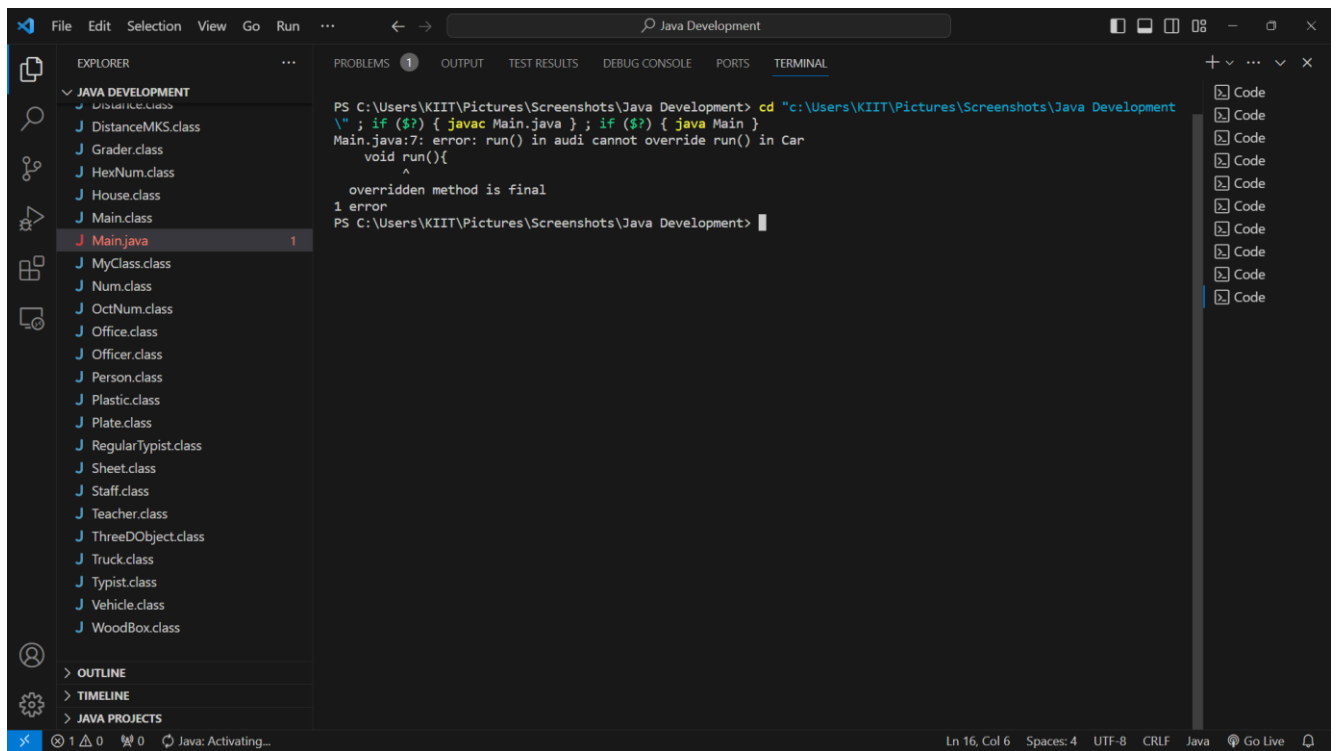 File Edit Selection View Go Run ··· ← → Java Development
EXPLORER ···
JAVA DEVELOPMENT
Distance.class
J DistanceMKS.class
J Grader.class
J HexNum.class
J House.class
J Main.class
J Main.java 1
J MyClass.class
J Num.class
J OctNum.class
J Office.class
J Officer.class
J Person.class
J Plastic.class
J Plate.class
J RegularTypist.class
J Sheet.class
J Staff.class
J Teacher.class
J ThreeDObject.class
J Truck.class
J Typist.class
J Vehicle.class
J WoodBox.class
OUTLINE
TIMELINE
JAVA PROJECTS
PROBLEMS 1 OUTPUT TEST RESULTS DEBUG CONSOLE PORTS TERMINAL
PS C:\Users\KIIT\Pictures\Screenshots\Java Development> cd "c:\Users\KIIT\Pictures\Screenshots\Java Development
\" ; if ($?) { javac Main.java } ; if ($?) { java Main }
Main.java:7: error: run() in audi cannot override run() in Car
    void run(){
         ^
  overridden method is final
1 error
PS C:\Users\KIIT\Pictures\Screenshots\Java Development>
Code
Code
Code
Code
Code
Code
Code
Code
Code
Code
1 0 0 Java: Activating... Ln 16, Col 6 Spaces: 4 UTF-8 CRLF Java Go Live